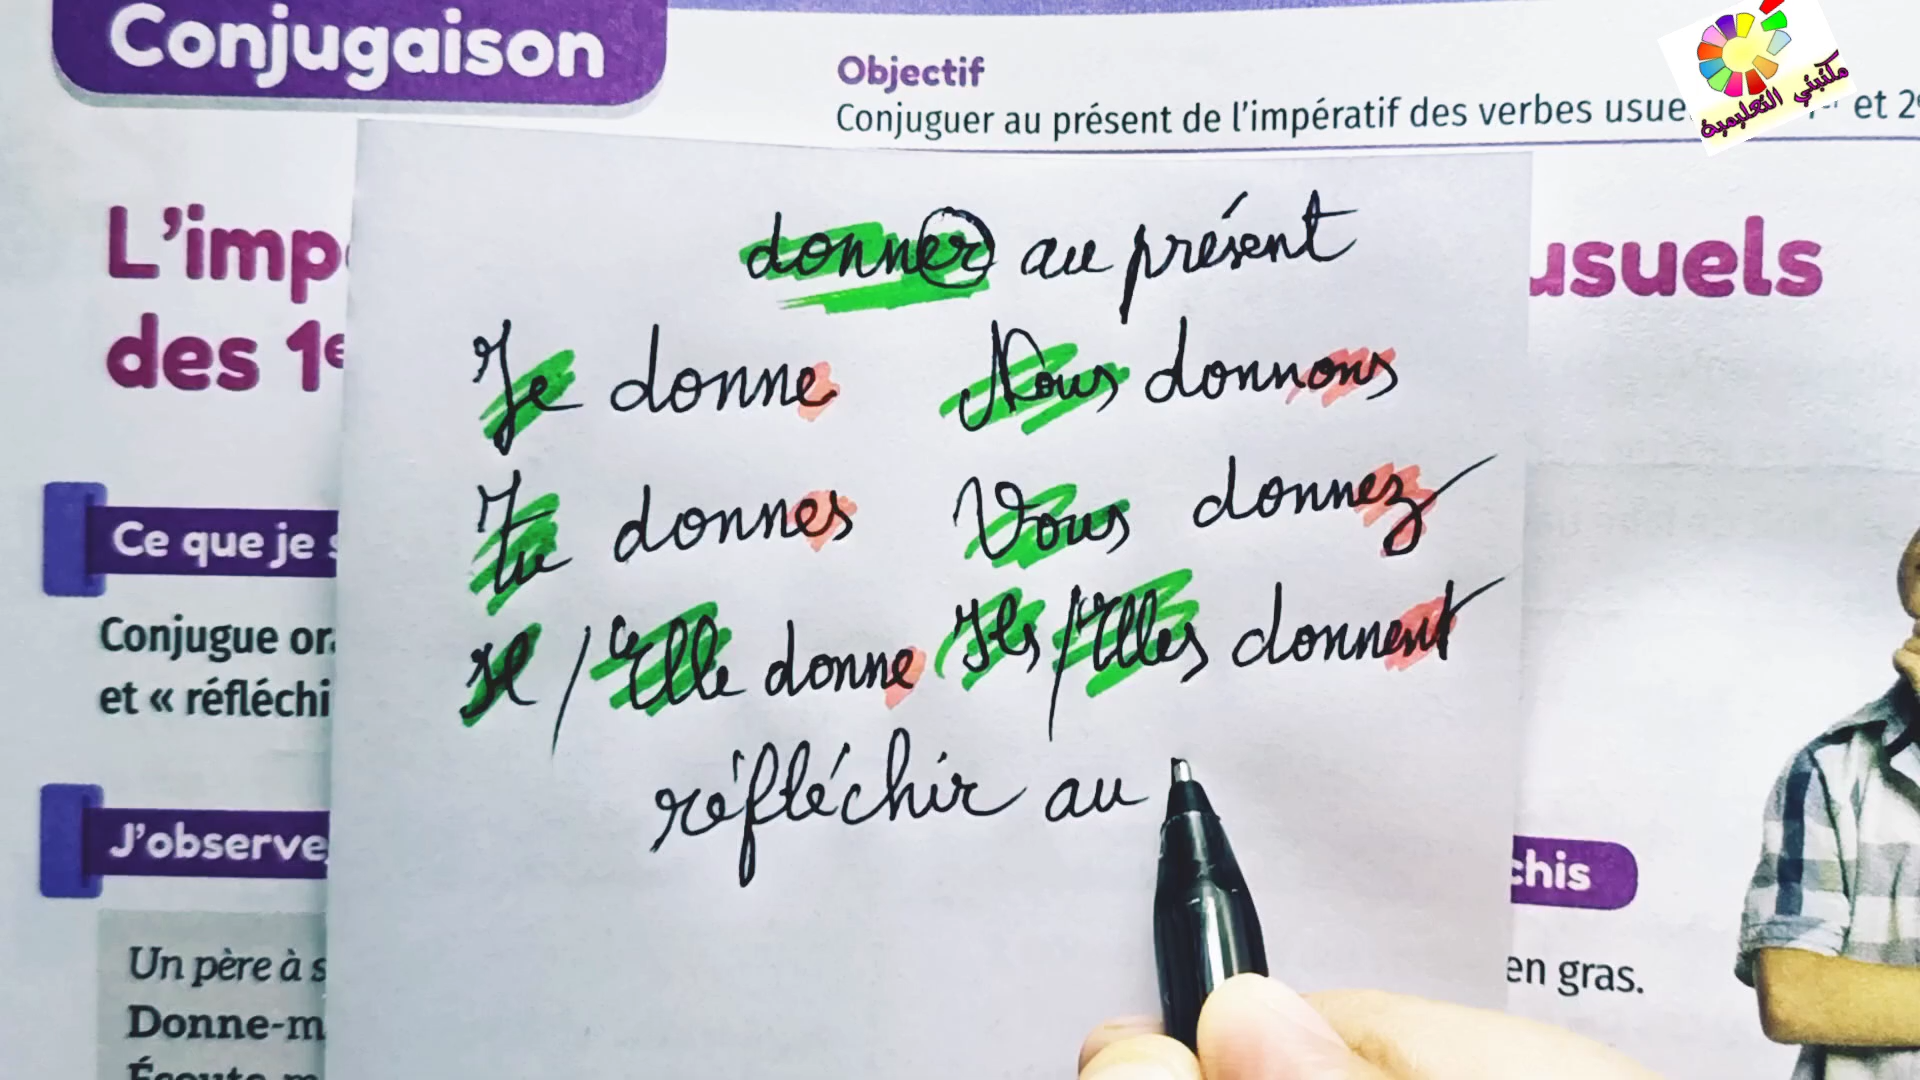 Conjugaison
Objectif
Conjuguer au présent de l'impératif des verbes usue et 2
مكتبتي التعليمية
L'imp usuels
des 1e
donner au présent
Je donne Nous donnons
Tu donnes Vous donnez
Il / Elle donne Ils / Elles donnent
réfléchir au
Ce que je s
Conjugue or
et « réfléchi
J'observe
chis
Un père à s
en gras.
Donne-m
Écoute-m